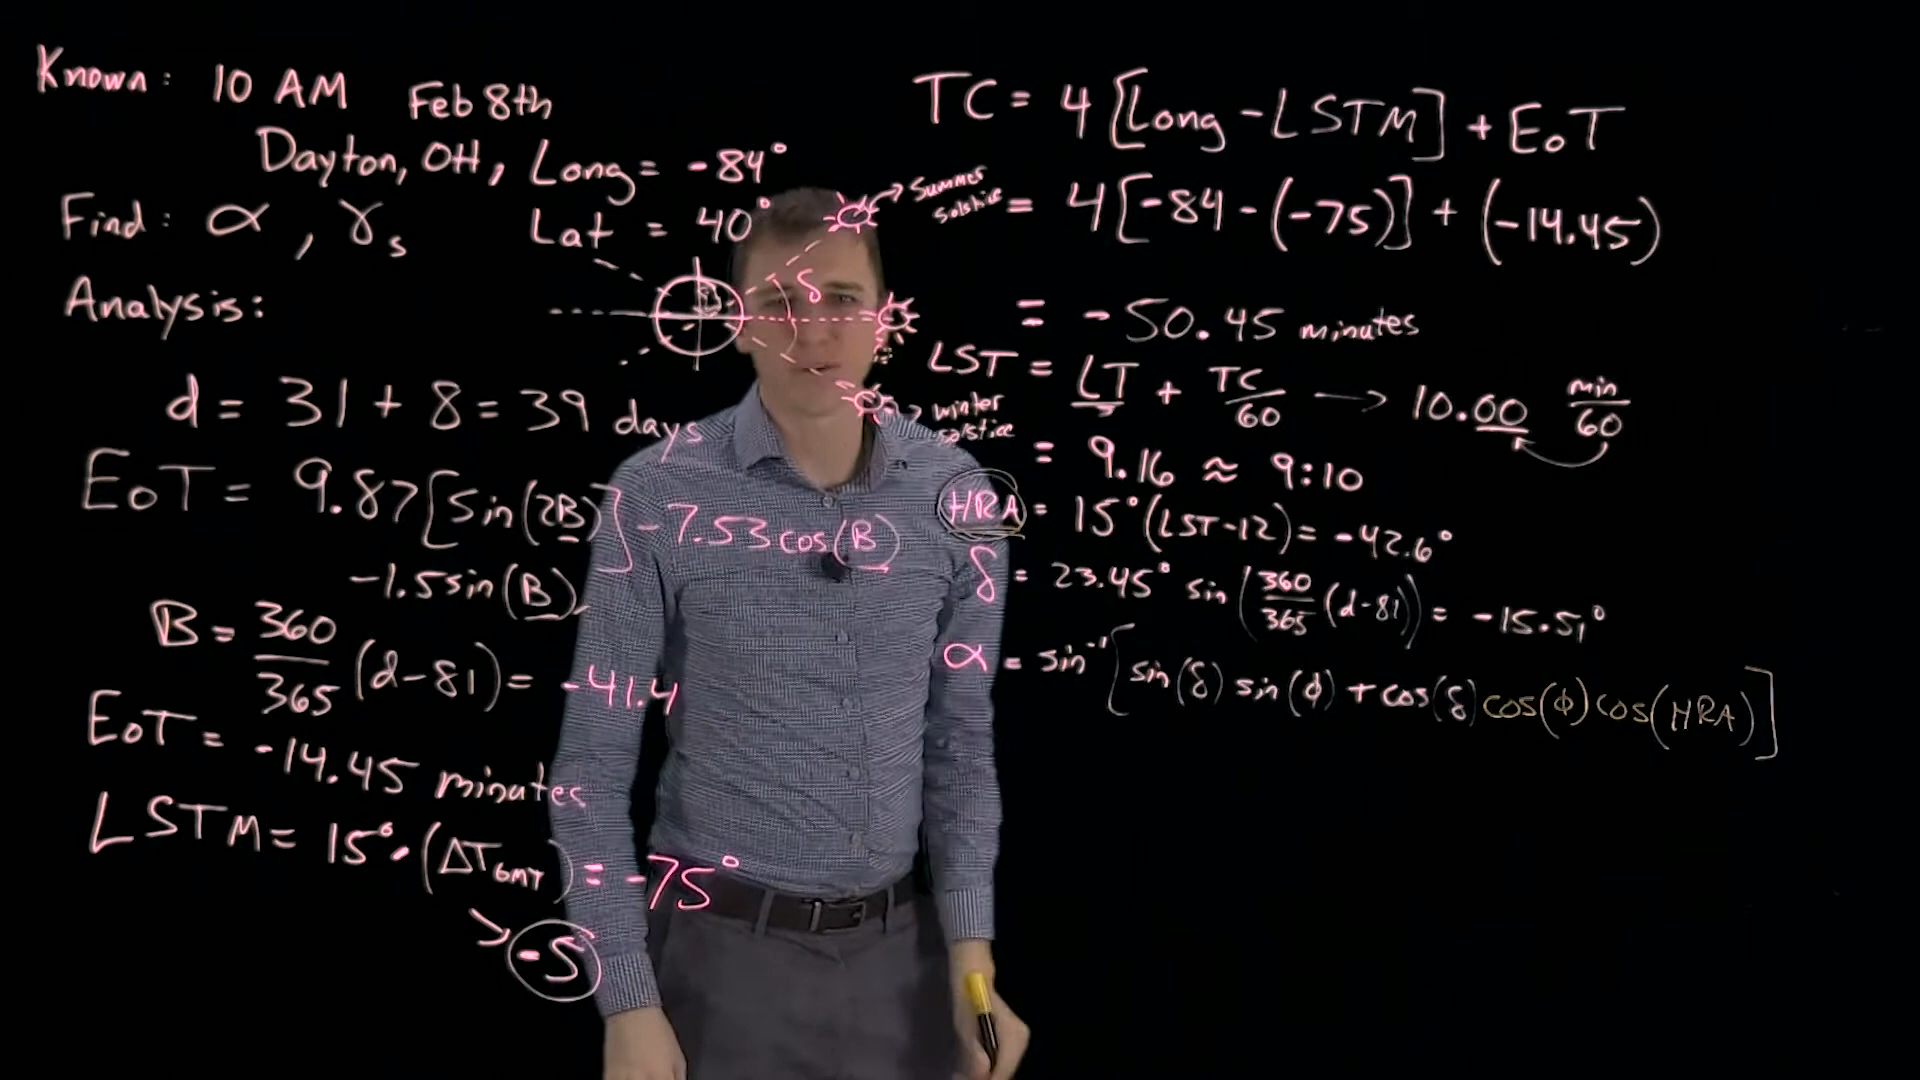 Known: 10 AM Feb 8th
Dayton, OH, Long = -84°
Find: α, γs Lat = 40°
Analysis:
δ
Summer solstice
winter solstice
d = 31 + 8 = 39 days
EoT = 9.87[Sin(2B)] - 7.53 cos(B)
-1.5 sin(B)
B = 360/365 (d-81) = -41.4
EoT = -14.45 minutes
LSTM = 15° · (ΔT GMT) = -75°
→ -5
TC = 4[Long - LSTM] + EoT
= 4[-84 - (-75)] + (-14.45)
= -50.45 minutes
LST = LT + TC/60 → 10.00 min/60
= 9.16 ≈ 9:10
HRA = 15°(LST-12) = -42.6°
δ = 23.45° sin(360/365 (d-81)) = -15.51°
α = sin⁻¹[sin(δ) sin(φ) + cos(δ) cos(φ) cos(HRA)]